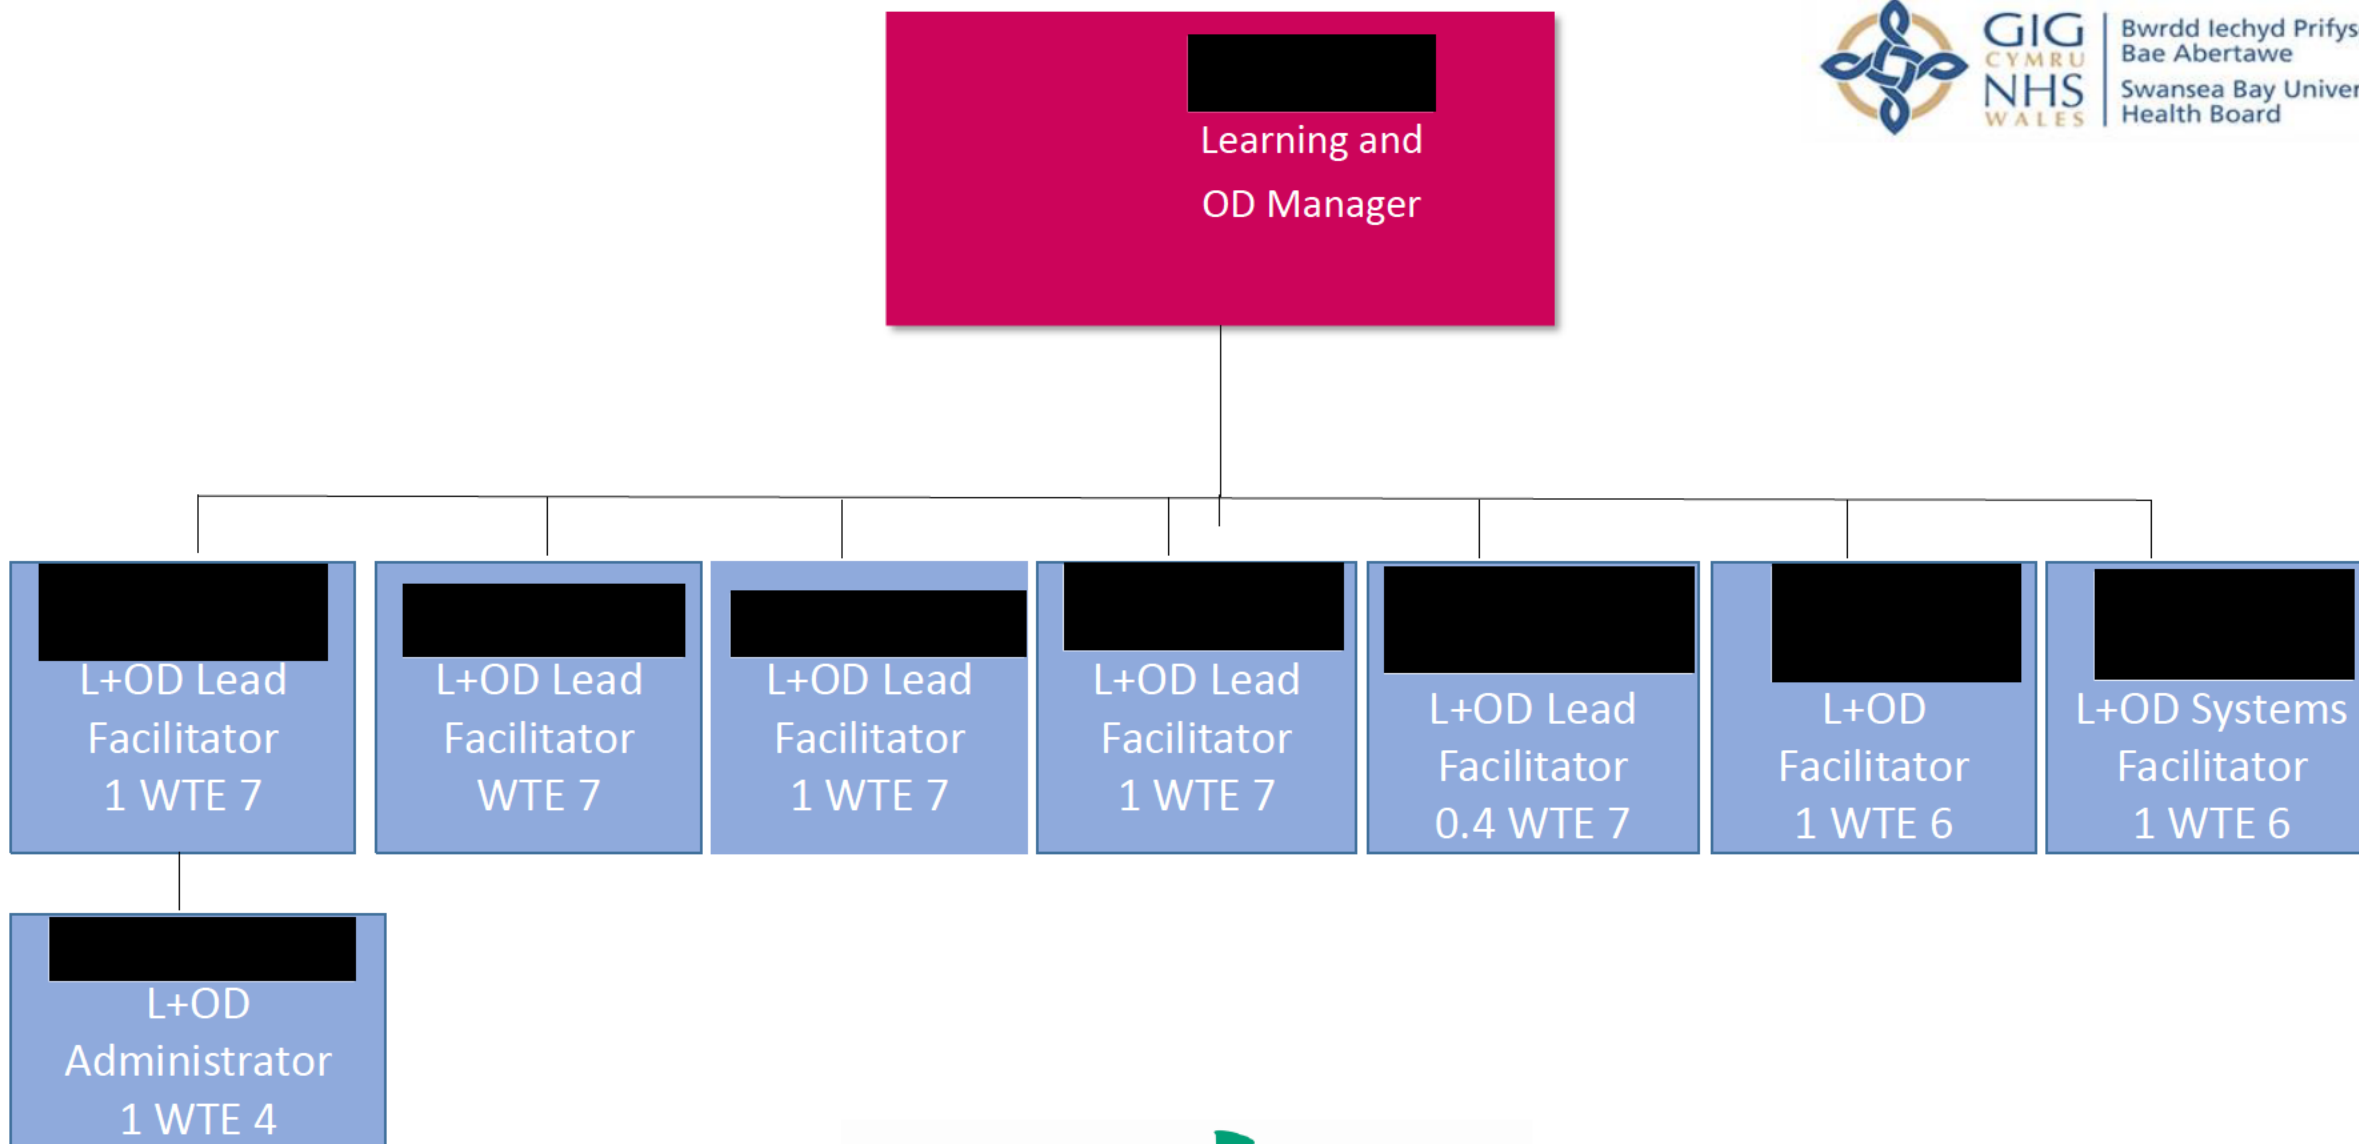 GIG
CYMRU
NHS
WALES
Bwrdd Iechyd
Bae Abertawe
Swansea Bay
Health Board
Learning and
OD Manager
L+OD Lead
Facilitator
1 WTE 7
L+OD Lead
Facilitator
WTE 7
L+OD Lead
Facilitator
1 WTE 7
L+OD Lead
Facilitator
1 WTE 7
L+OD Lead
Facilitator
0.4 WTE 7
L+OD
Facilitator
1 WTE 6
L+OD Systems
Facilitator
1 WTE 6
L+OD
Administrator
1 WTE 4